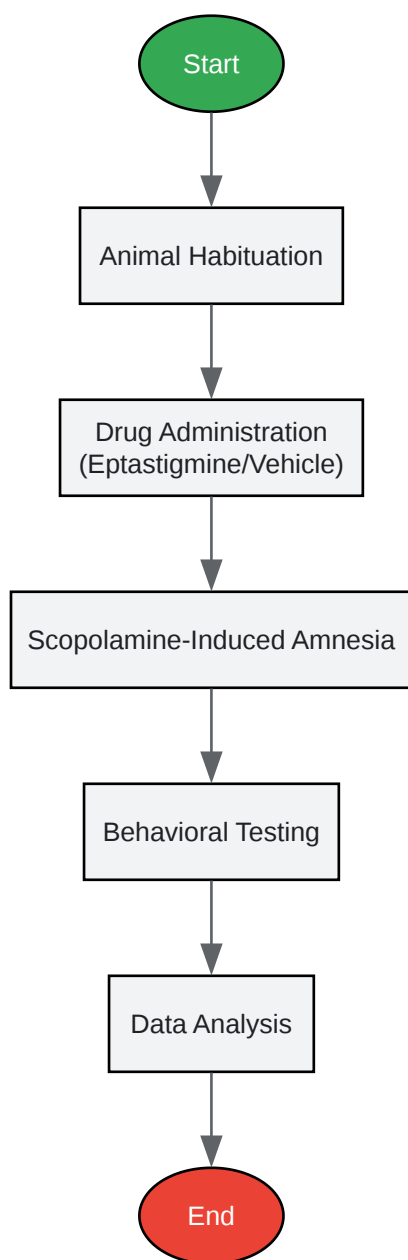 Start
Animal Habituation
Drug Administration
(Eptastigmine/Vehicle)
Scopolamine-Induced Amnesia
Behavioral Testing
Data Analysis
End